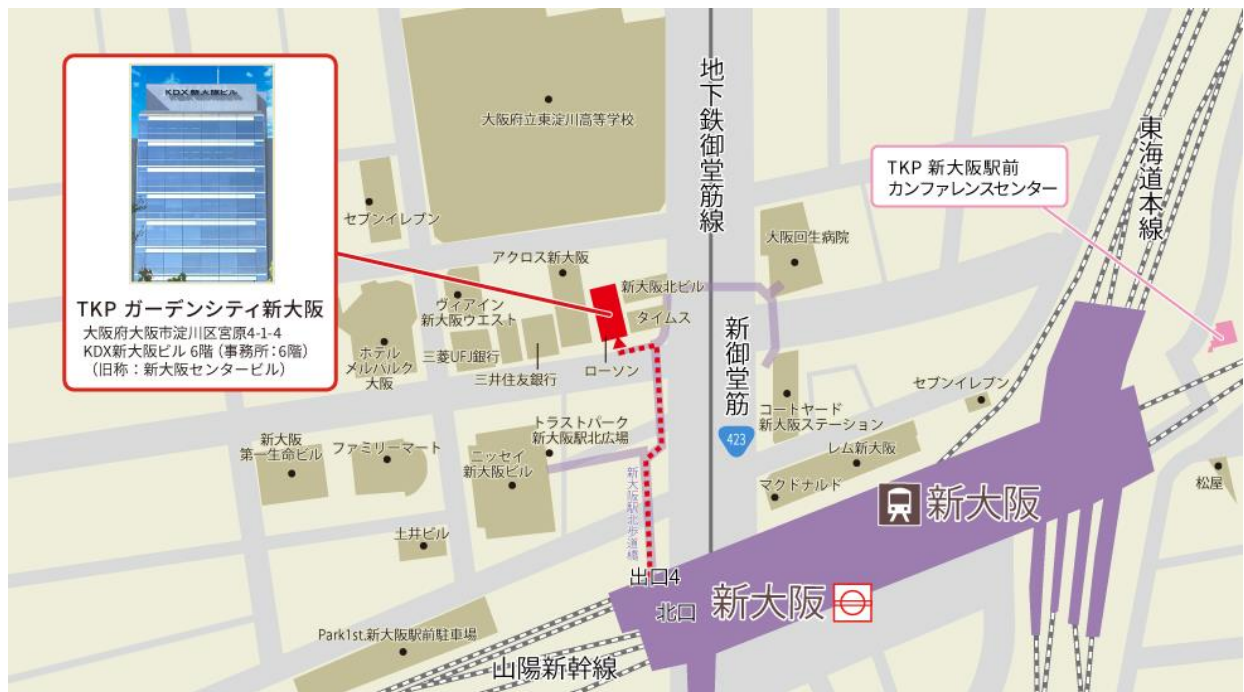 KDX新大阪ビル
TKP ガーデンシティ新大阪
大阪府大阪市淀川区宮原4-1-4
KDX新大阪ビル 6階 (事務所:6階)
(旧称:新大阪センタービル)
大阪府立東淀川高等学校
地下鉄御堂筋線
東海道本線
TKP 新大阪駅前
カンファレンスセンター
セブンイレブン
大阪回生病院
アクロス新大阪
新大阪北ビル
ヴィアイン
新大阪ウエスト
タイムス
新御堂筋
ホテル
メルパルク
大阪
三菱UFJ銀行
三井住友銀行
ローソン
セブンイレブン
コートヤード
新大阪ステーション
423
トラストパーク
新大阪駅北広場
新大阪
第一生命ビル
ファミリーマート
ニッセイ
新大阪ビル
レム新大阪
マクドナルド
松屋
新大阪
新大阪駅北歩道橋
土井ビル
出口4
北口
新大阪
Park1st.新大阪駅前駐車場
山陽新幹線